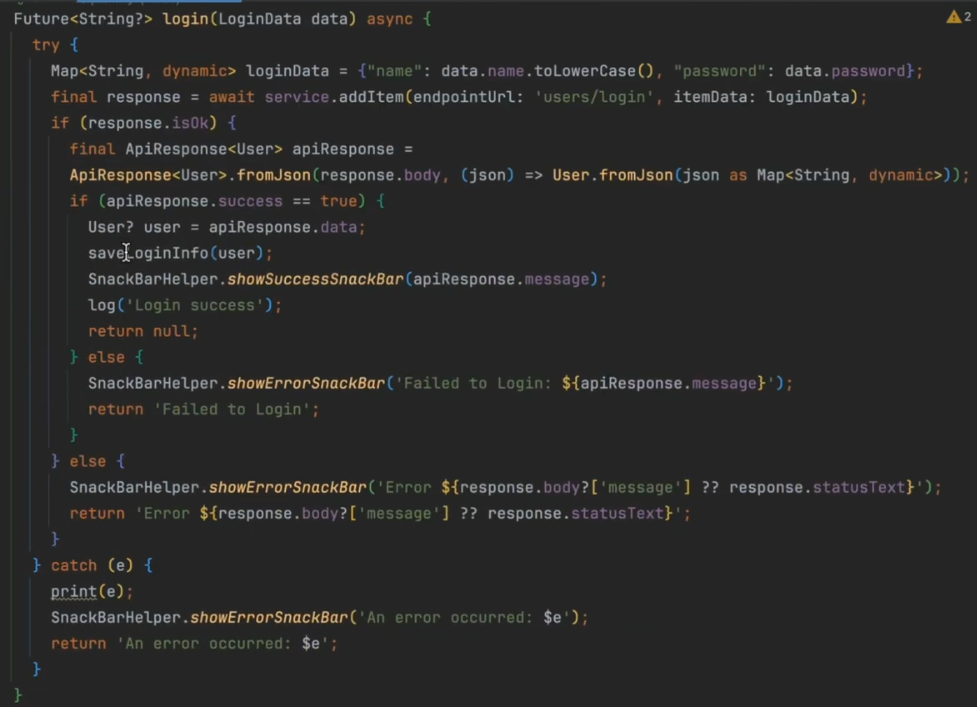 Future<String?> login(LoginData data) async {
try {
Map<String, dynamic> loginData = {"name": data.name.toLowerCase(), "password": data.password};
final response = await service.addItem(endpointUrl: 'users/login', itemData: loginData);
if (response.isOk) {
final ApiResponse<User> apiResponse =
ApiResponse<User>.fromJson(response.body, (json) => User.fromJson(json as Map<String, dynamic>));
if (apiResponse.success == true) {
User? user = apiResponse.data;
saveLoginInfo(user);
SnackBarHelper.showSuccessSnackBar(apiResponse.message);
log('Login success');
return null;
} else {
SnackBarHelper.showErrorSnackBar('Failed to Login: ${apiResponse.message}');
return 'Failed to Login';
}
} else {
SnackBarHelper.showErrorSnackBar('Error ${response.body?['message'] ?? response.statusText}');
return 'Error ${response.body?['message'] ?? response.statusText}';
}
} catch (e) {
print(e);
SnackBarHelper.showErrorSnackBar('An error occurred: $e');
return 'An error occurred: $e';
}
}
2